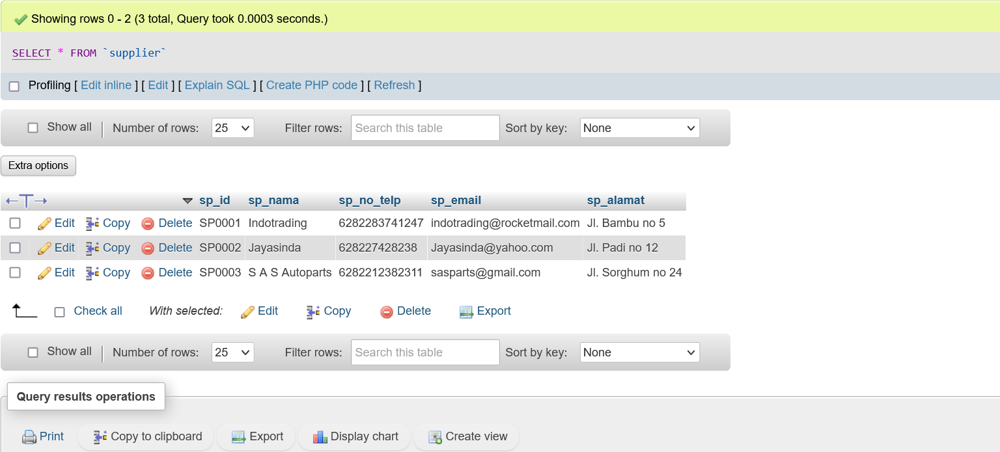 Showing rows 0 - 2 (3 total, Query took 0.0003 seconds.)
SELECT * FROM `supplier`
Profiling [ Edit inline ] [ Edit ] [ Explain SQL ] [ Create PHP code ] [ Refresh ]
Show all | Number of rows: 25 Filter rows: Search this table Sort by key: None
Extra options
sp_id sp_nama sp_no_telp sp_email sp_alamat
Edit Copy Delete SP0001 Indotrading 6282283741247 indotrading@rocketmail.com Jl. Bambu no 5
Edit Copy Delete SP0002 Jayasinda 628227428238 Jayasinda@yahoo.com Jl. Padi no 12
Edit Copy Delete SP0003 S A S Autoparts 6282212382311 sasparts@gmail.com Jl. Sorghum no 24
Check all With selected: Edit Copy Delete Export
Show all | Number of rows: 25 Filter rows: Search this table Sort by key: None
Query results operations
Print Copy to clipboard Export Display chart Create view